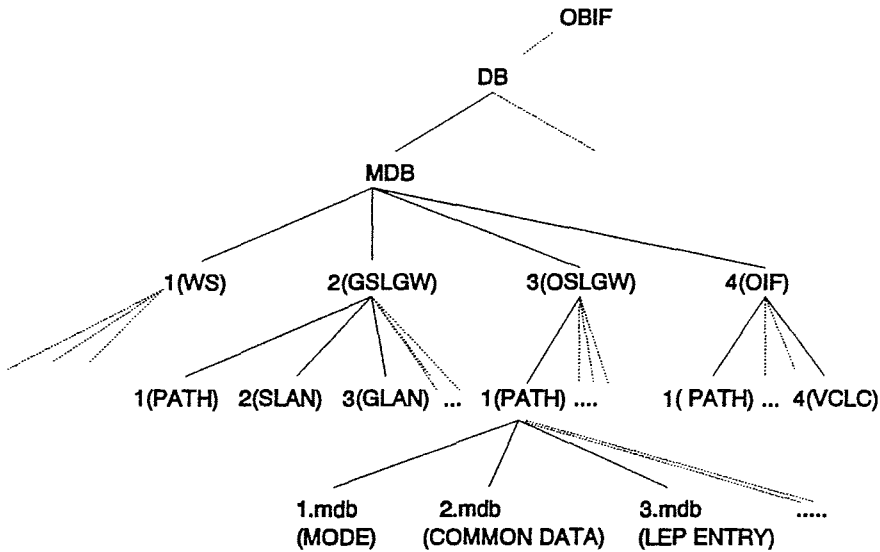 OBIF
DB
MDB
1(WS) 2(GSLGW) 3(OSLGW) 4(OIF)
1(PATH) 2(SLAN) 3(GLAN) ... 1(PATH) .... 1( PATH) ... 4(VCLC)
1.mdb 2.mdb 3.mdb .....
(MODE) (COMMON DATA) (LEP ENTRY)